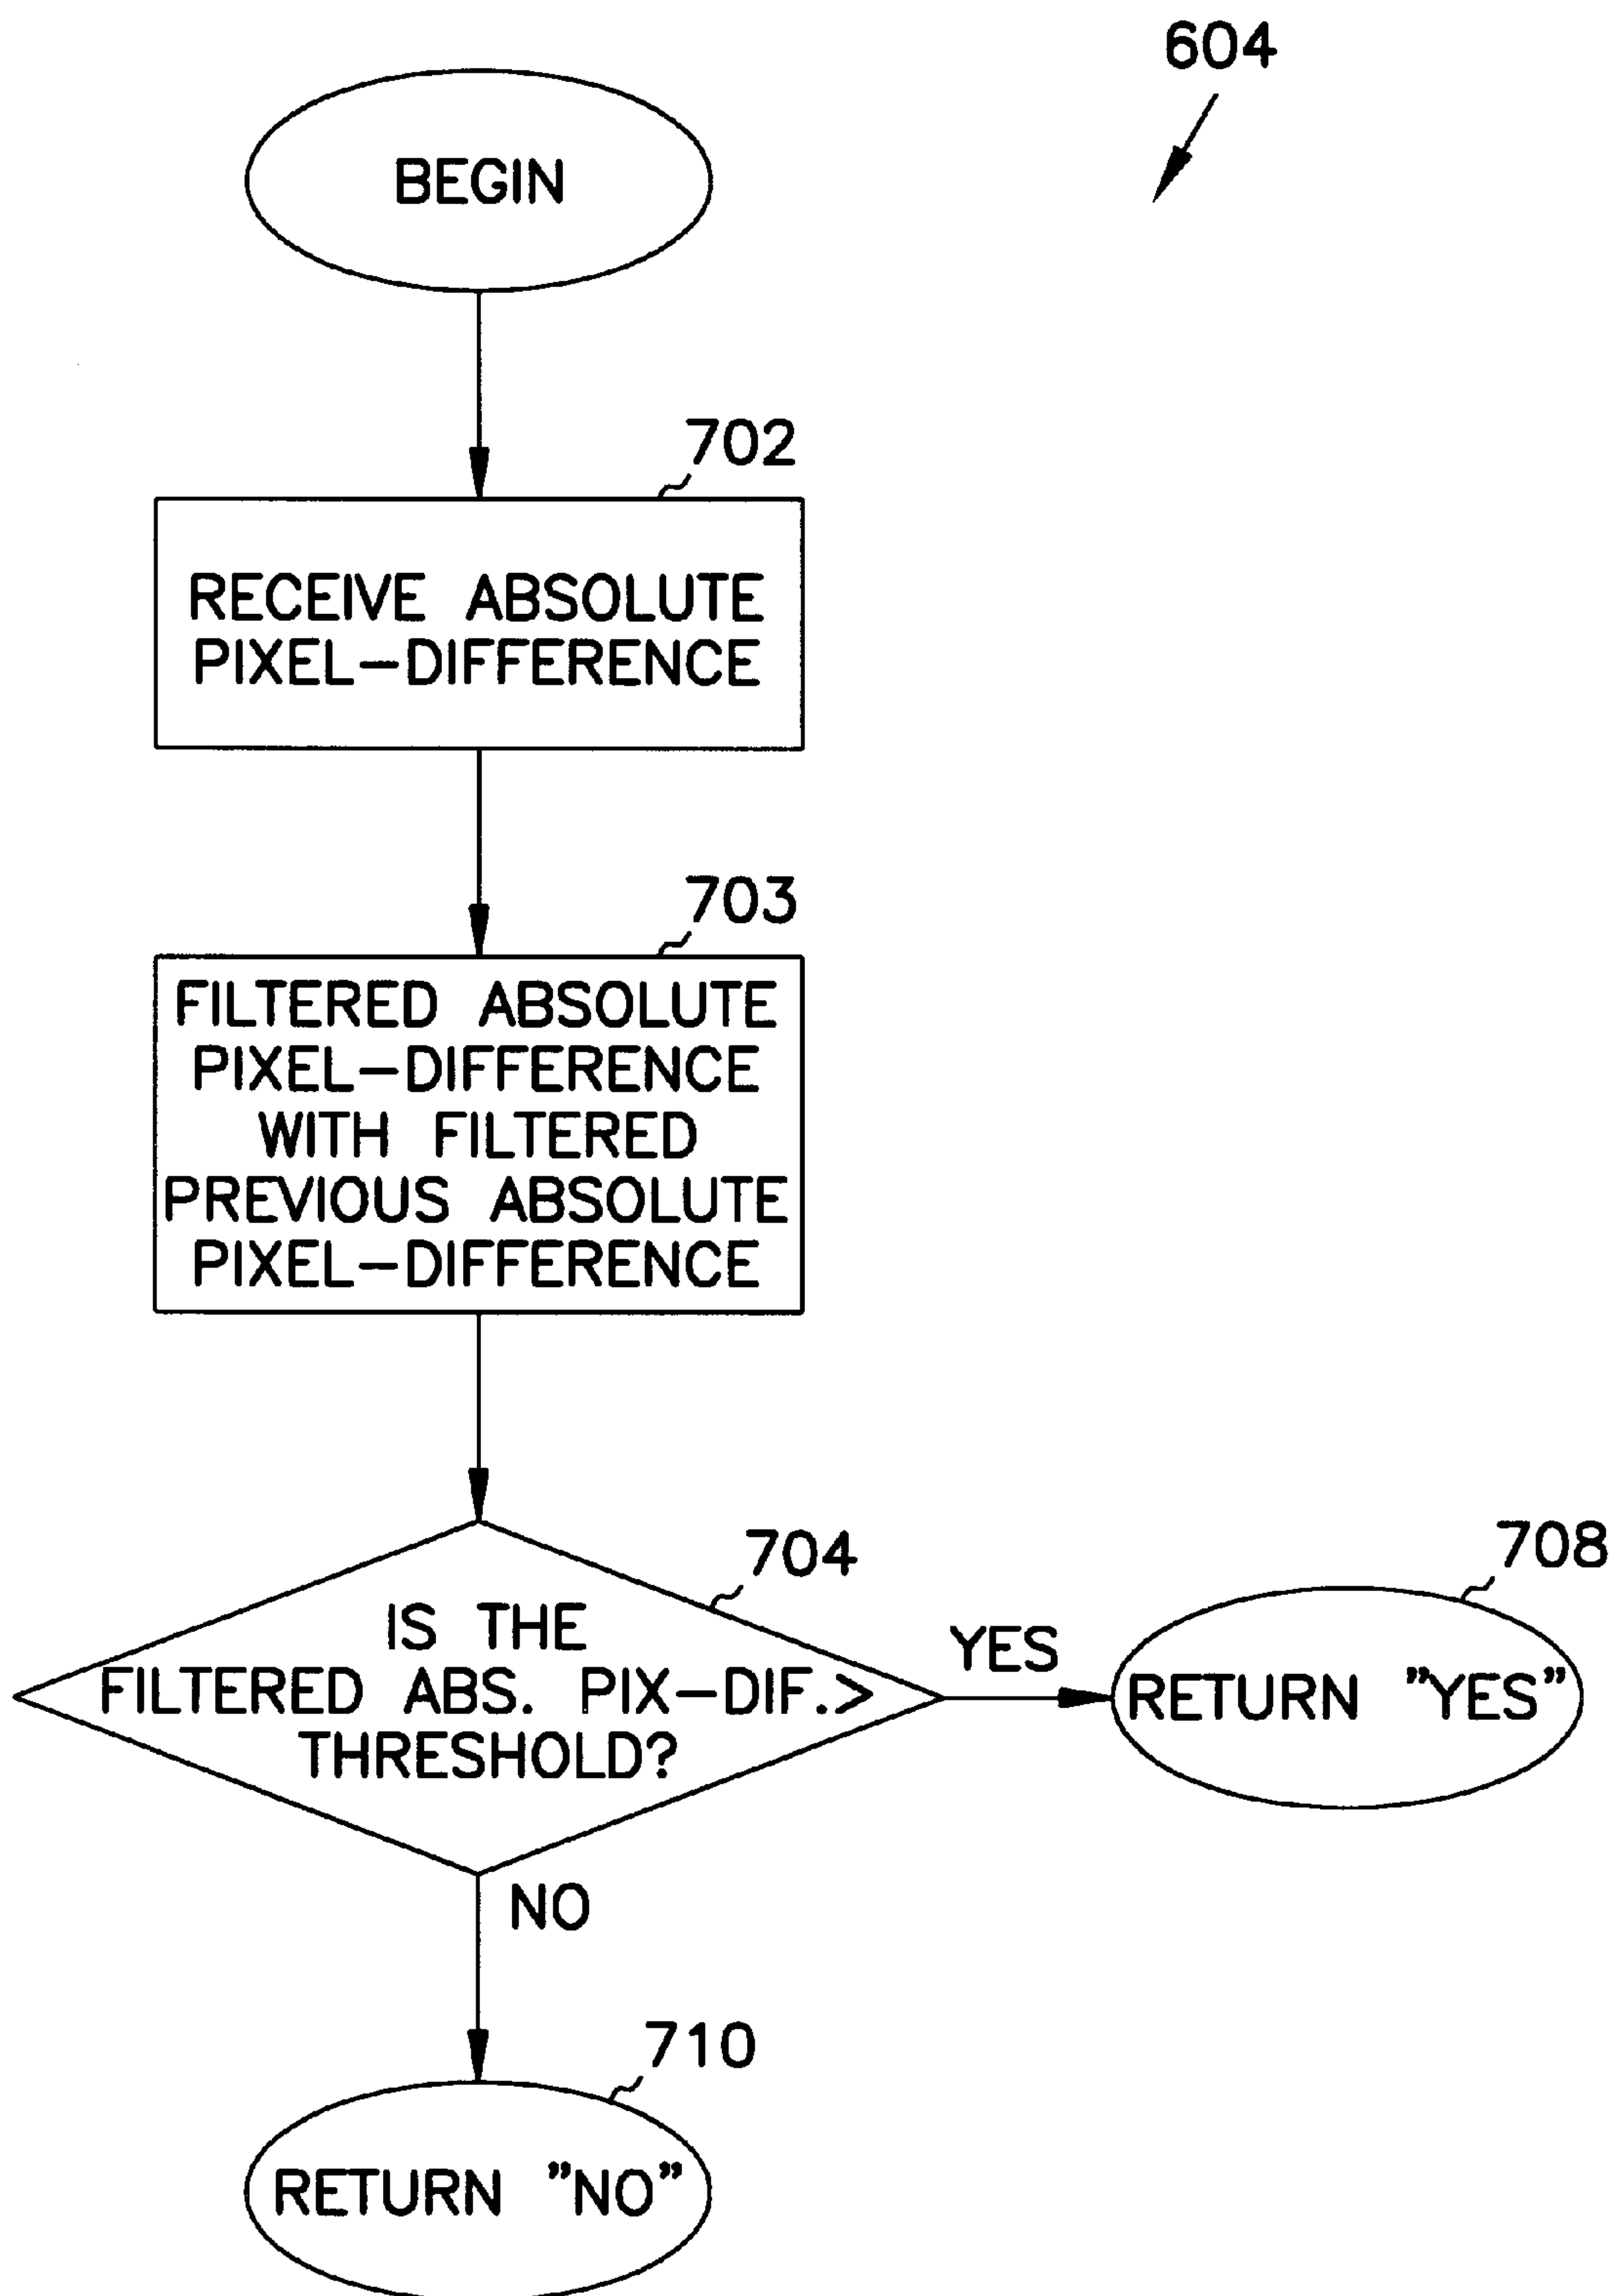 604
BEGIN
702
RECEIVE ABSOLUTE
PIXEL-DIFFERENCE
703
FILTERED ABSOLUTE
PIXEL-DIFFERENCE
WITH FILTERED
PREVIOUS ABSOLUTE
PIXEL-DIFFERENCE
704
IS THE
FILTERED ABS. PIX-DIF.>
THRESHOLD?
YES
708
RETURN "YES"
NO
710
RETURN "NO"